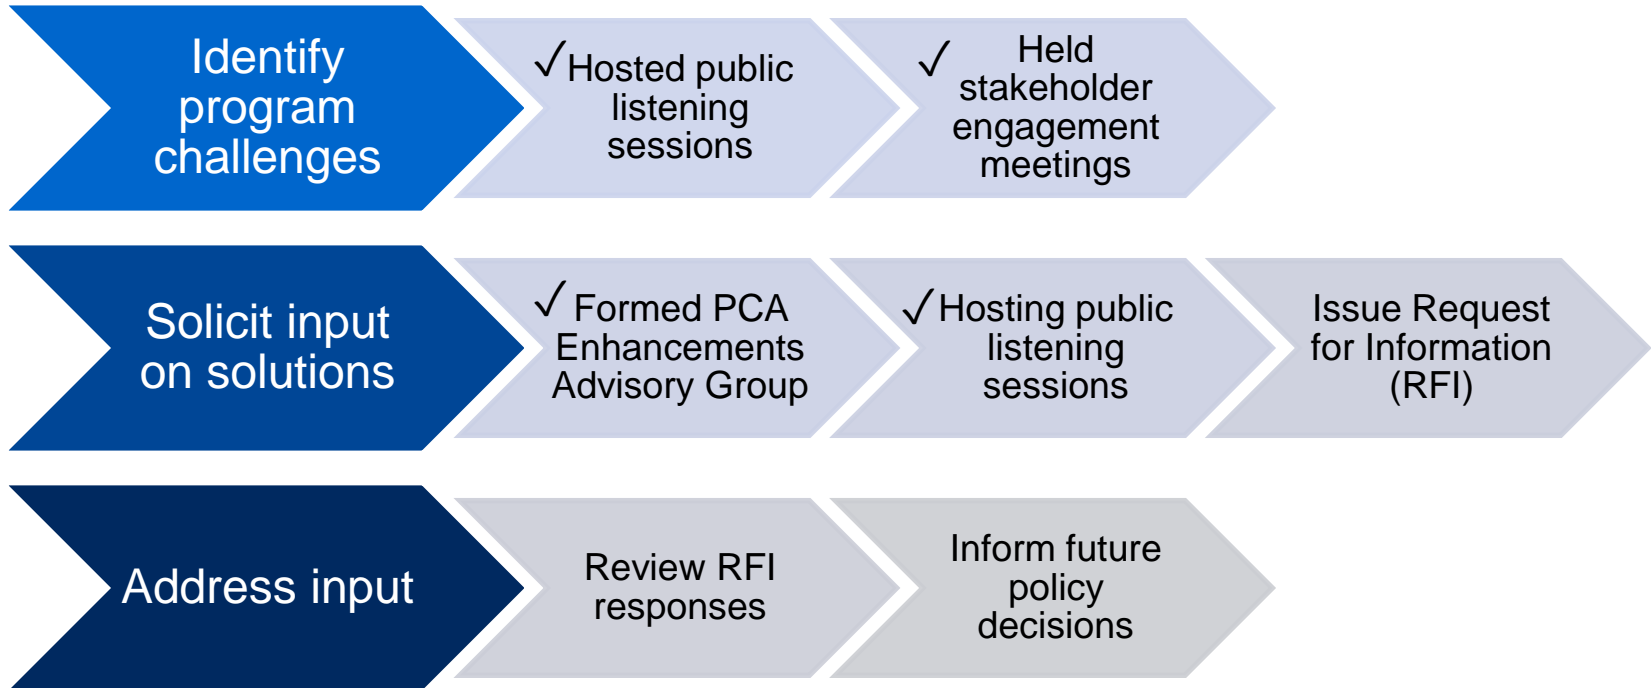 Identify
program
challenges
✓ Hosted public
listening
sessions
✓ Held
stakeholder
engagement
meetings
Solicit input
on solutions
✓ Formed PCA
Enhancements
Advisory Group
✓ Hosting public
listening
sessions
Issue Request
for Information
(RFI)
Address input
Review RFI
responses
Inform future
policy
decisions